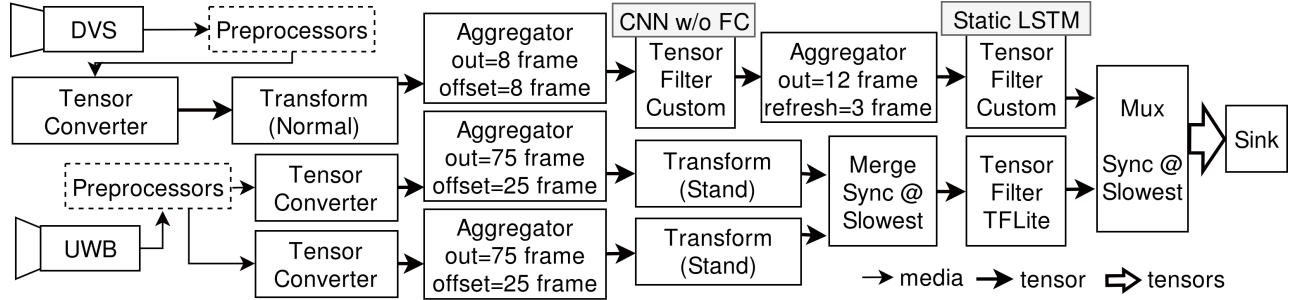 DVS
Preprocessors
Tensor
Converter
Transform
(Normal)
Aggregator
out=8 frame
offset=8 frame
CNN w/o FC
Tensor
Filter
Custom
Aggregator
out=12 frame
refresh=3 frame
Static LSTM
Tensor
Filter
Custom
Mux
Sync @
Slowest
Sink
UWB
Preprocessors
Tensor
Converter
Aggregator
out=75 frame
offset=25 frame
Transform
(Stand)
Tensor
Converter
Aggregator
out=75 frame
offset=25 frame
Transform
(Stand)
Merge
Sync @
Slowest
Tensor
Filter
TFLite
media
tensor
tensors